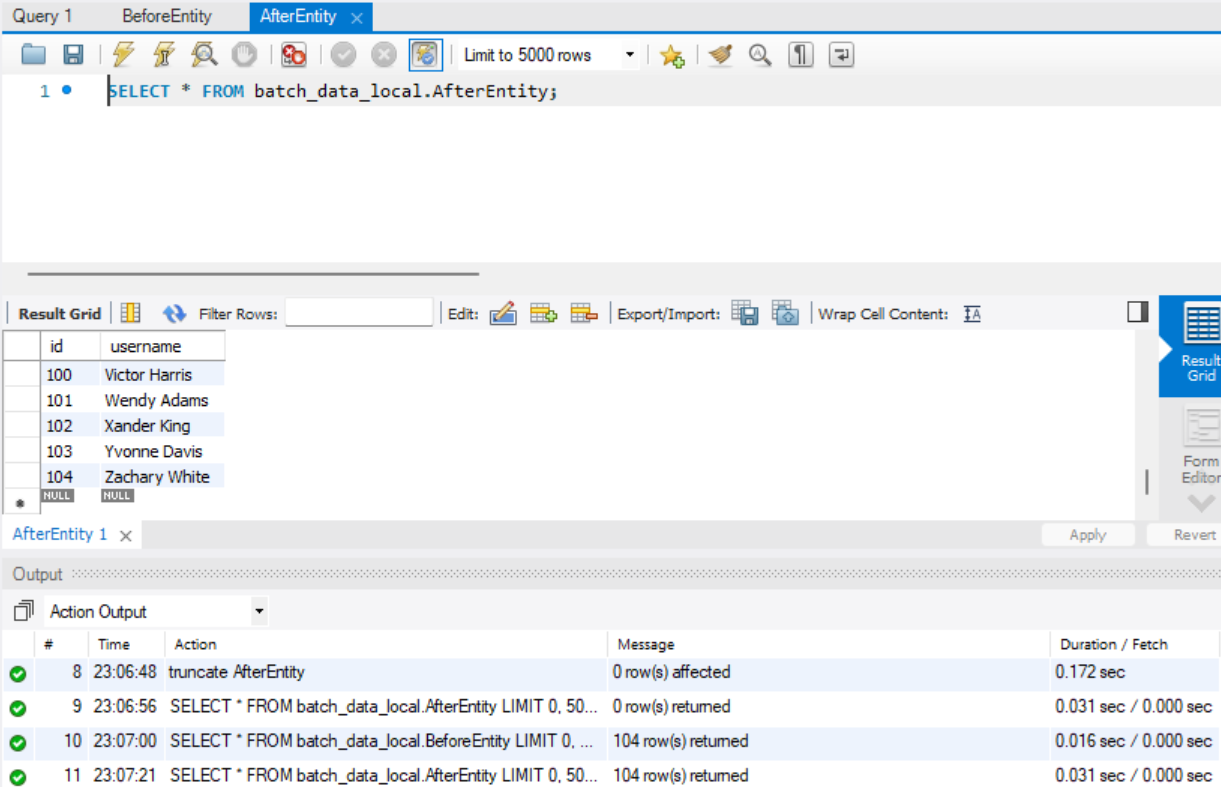 Query 1 BeforeEntity AfterEntity
Limit to 5000 rows
1 SELECT * FROM batch_data_local.AfterEntity;
Result Grid Filter Rows: Edit: Export/Import: Wrap Cell Content:
Result
Grid
Form
Editor
id username
100 Victor Harris
101 Wendy Adams
102 Xander King
103 Yvonne Davis
104 Zachary White
NULL NULL
AfterEntity 1 Apply Revert
Output
Action Output
# Time Action Message Duration / Fetch
8 23:06:48 truncate AfterEntity 0 row(s) affected 0.172 sec
9 23:06:56 SELECT * FROM batch_data_local.AfterEntity LIMIT 0, 50... 0 row(s) returned 0.031 sec / 0.000 sec
10 23:07:00 SELECT * FROM batch_data_local.BeforeEntity LIMIT 0, ... 104 row(s) returned 0.016 sec / 0.000 sec
11 23:07:21 SELECT * FROM batch_data_local.AfterEntity LIMIT 0, 50... 104 row(s) returned 0.031 sec / 0.000 sec